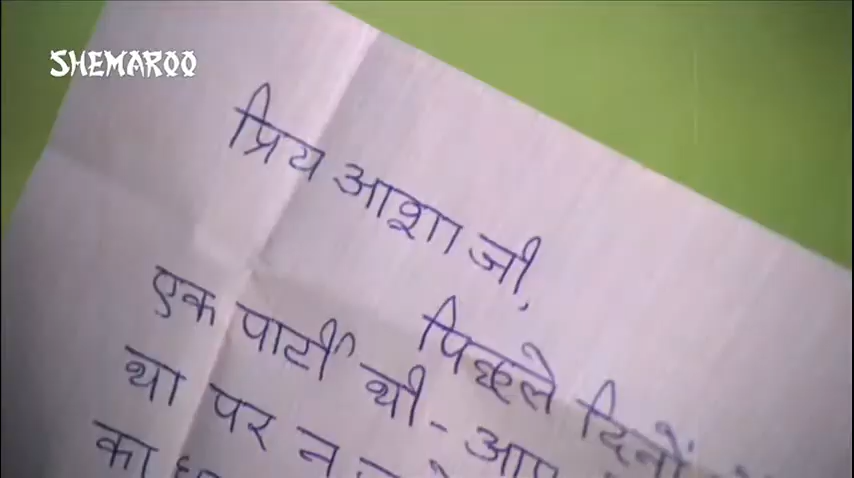 SHEMAROO
प्रिय आशा जी,
पिछले दिनों
एक पार्टी थी - आप
था पर न
का